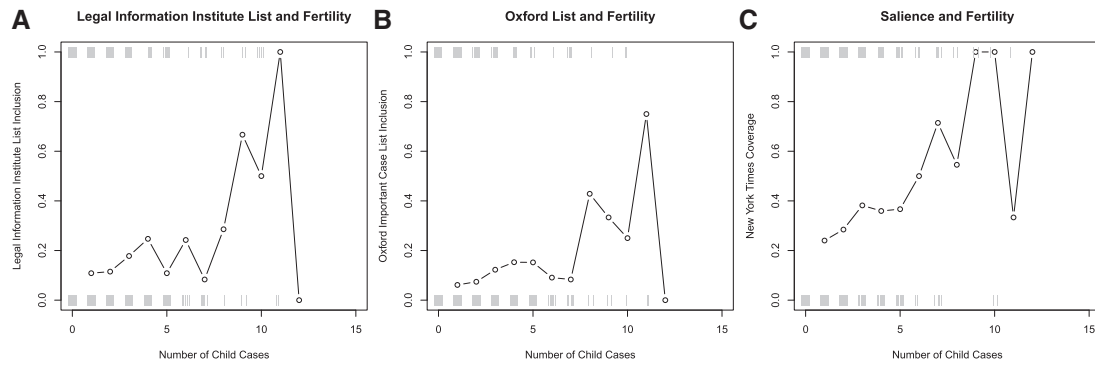 A
Legal Information Institute List and Fertility
Legal Information Institute List Inclusion
1.0
0.8
0.6
0.4
0.2
0.0
0
5
10
15
Number of Child Cases
B
Oxford List and Fertility
Oxford Important Case List Inclusion
1.0
0.8
0.6
0.4
0.2
0.0
0
5
10
15
Number of Child Cases
C
Salience and Fertility
New York Times Coverage
1.0
0.8
0.6
0.4
0.2
0.0
0
5
10
15
Number of Child Cases